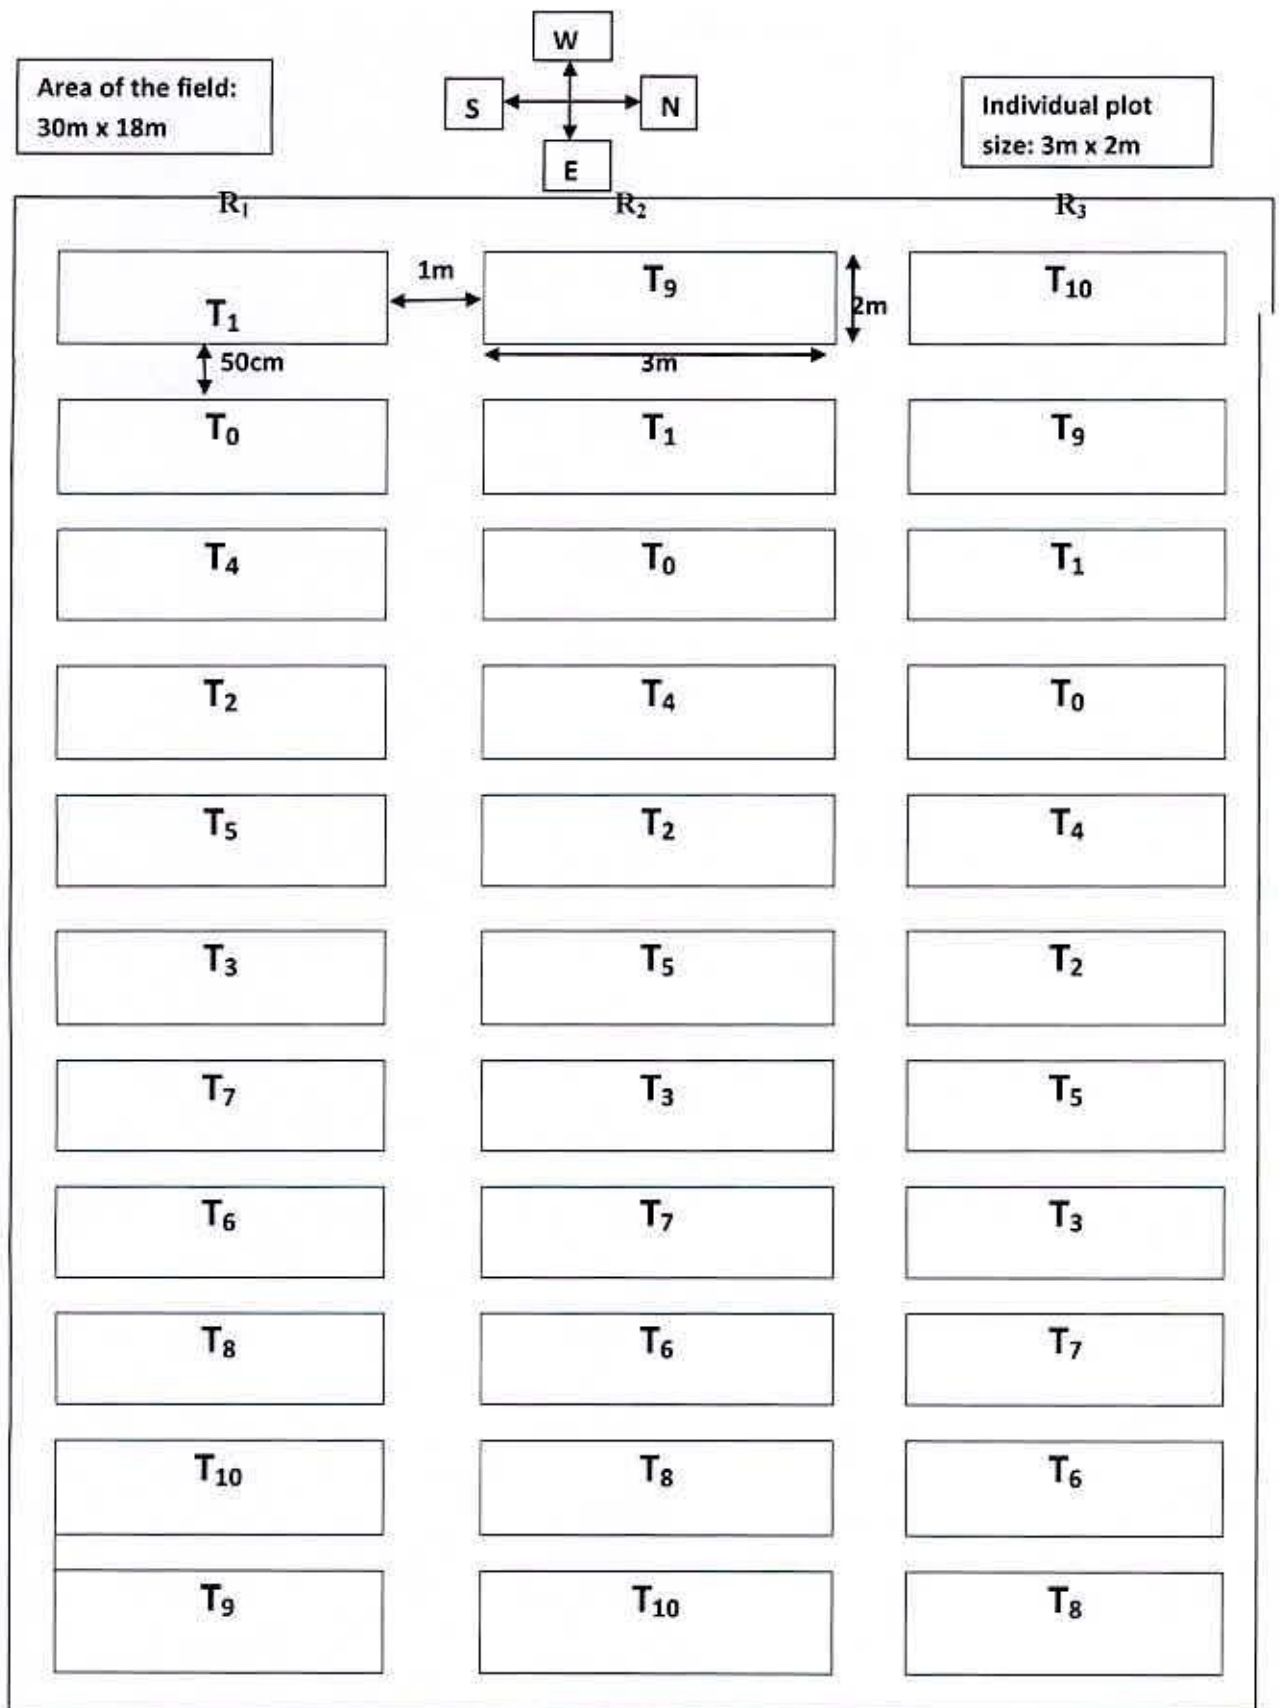 W
Area of the field:
30m x 18m
S
N
Individual plot
size: 3m x 2m
E
R₁ R₂ R₃
T₁ 1m T₉ 2m T₁₀
50cm 3m
T₀ T₁ T₉
T₄ T₀ T₁
T₂ T₄ T₀
T₅ T₂ T₄
T₃ T₅ T₂
T₇ T₃ T₅
T₆ T₇ T₃
T₈ T₆ T₇
T₁₀ T₈ T₆
T₉ T₁₀ T₈